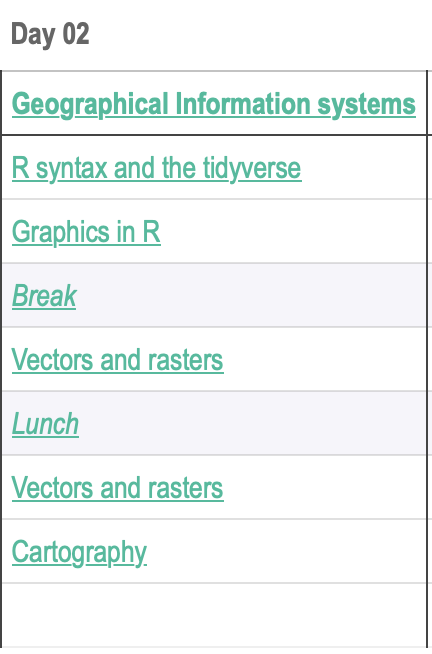 Day 02
Geographical Information systems
R syntax and the tidyverse
Graphics in R
Break
Vectors and rasters
Lunch
Vectors and rasters
Cartography